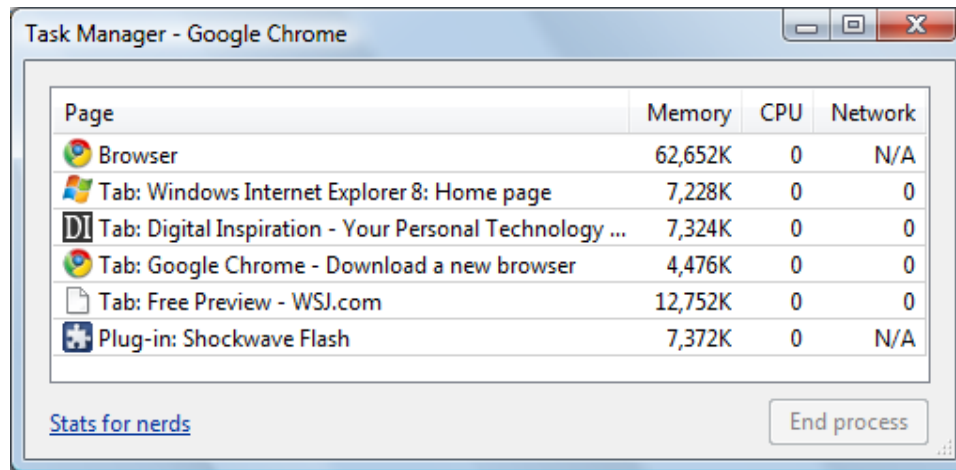 Task Manager - Google Chrome
Page Memory CPU Network
Browser 62,652K 0 N/A
Tab: Windows Internet Explorer 8: Home page 7,228K 0 0
DI Tab: Digital Inspiration - Your Personal Technology ... 7,324K 0 0
Tab: Google Chrome - Download a new browser 4,476K 0 0
Tab: Free Preview - WSJ.com 12,752K 0 0
Plug-in: Shockwave Flash 7,372K 0 N/A
Stats for nerds End process